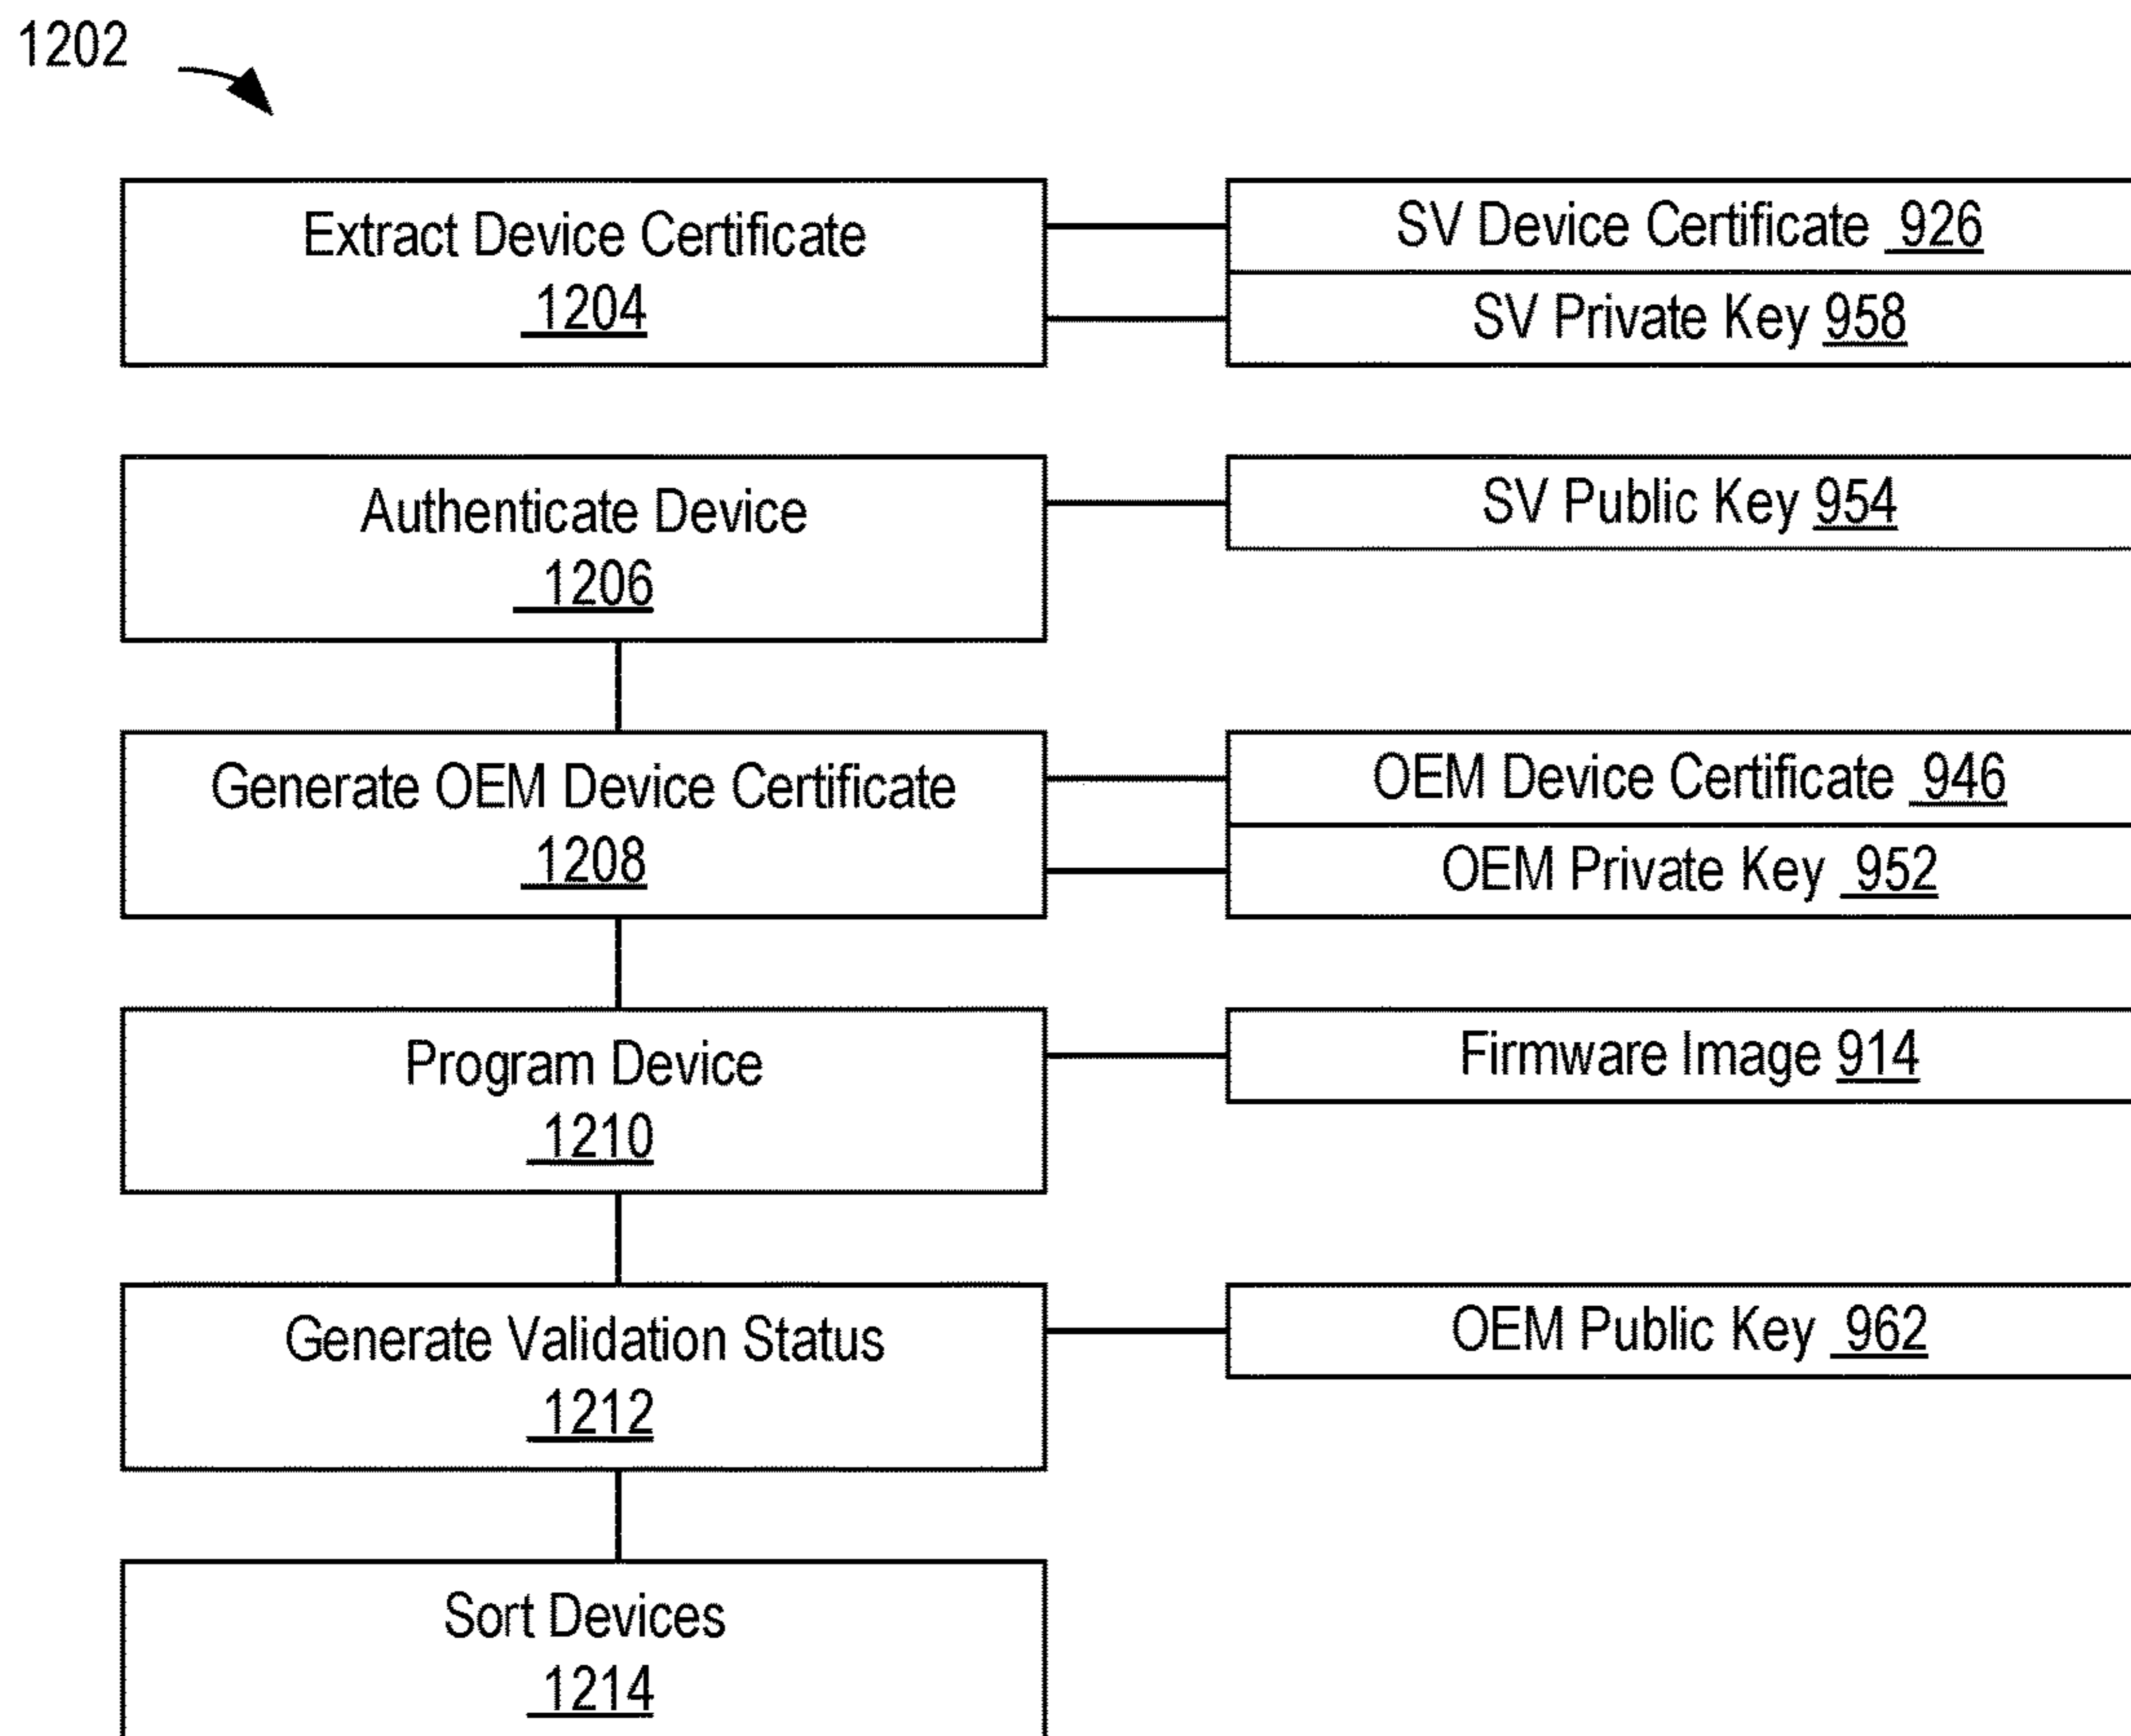 1202
Extract Device Certificate
1204
SV Device Certificate 926
SV Private Key 958
Authenticate Device
1206
SV Public Key 954
Generate OEM Device Certificate
1208
OEM Device Certificate 946
OEM Private Key 952
Program Device
1210
Firmware Image 914
Generate Validation Status
1212
OEM Public Key 962
Sort Devices
1214